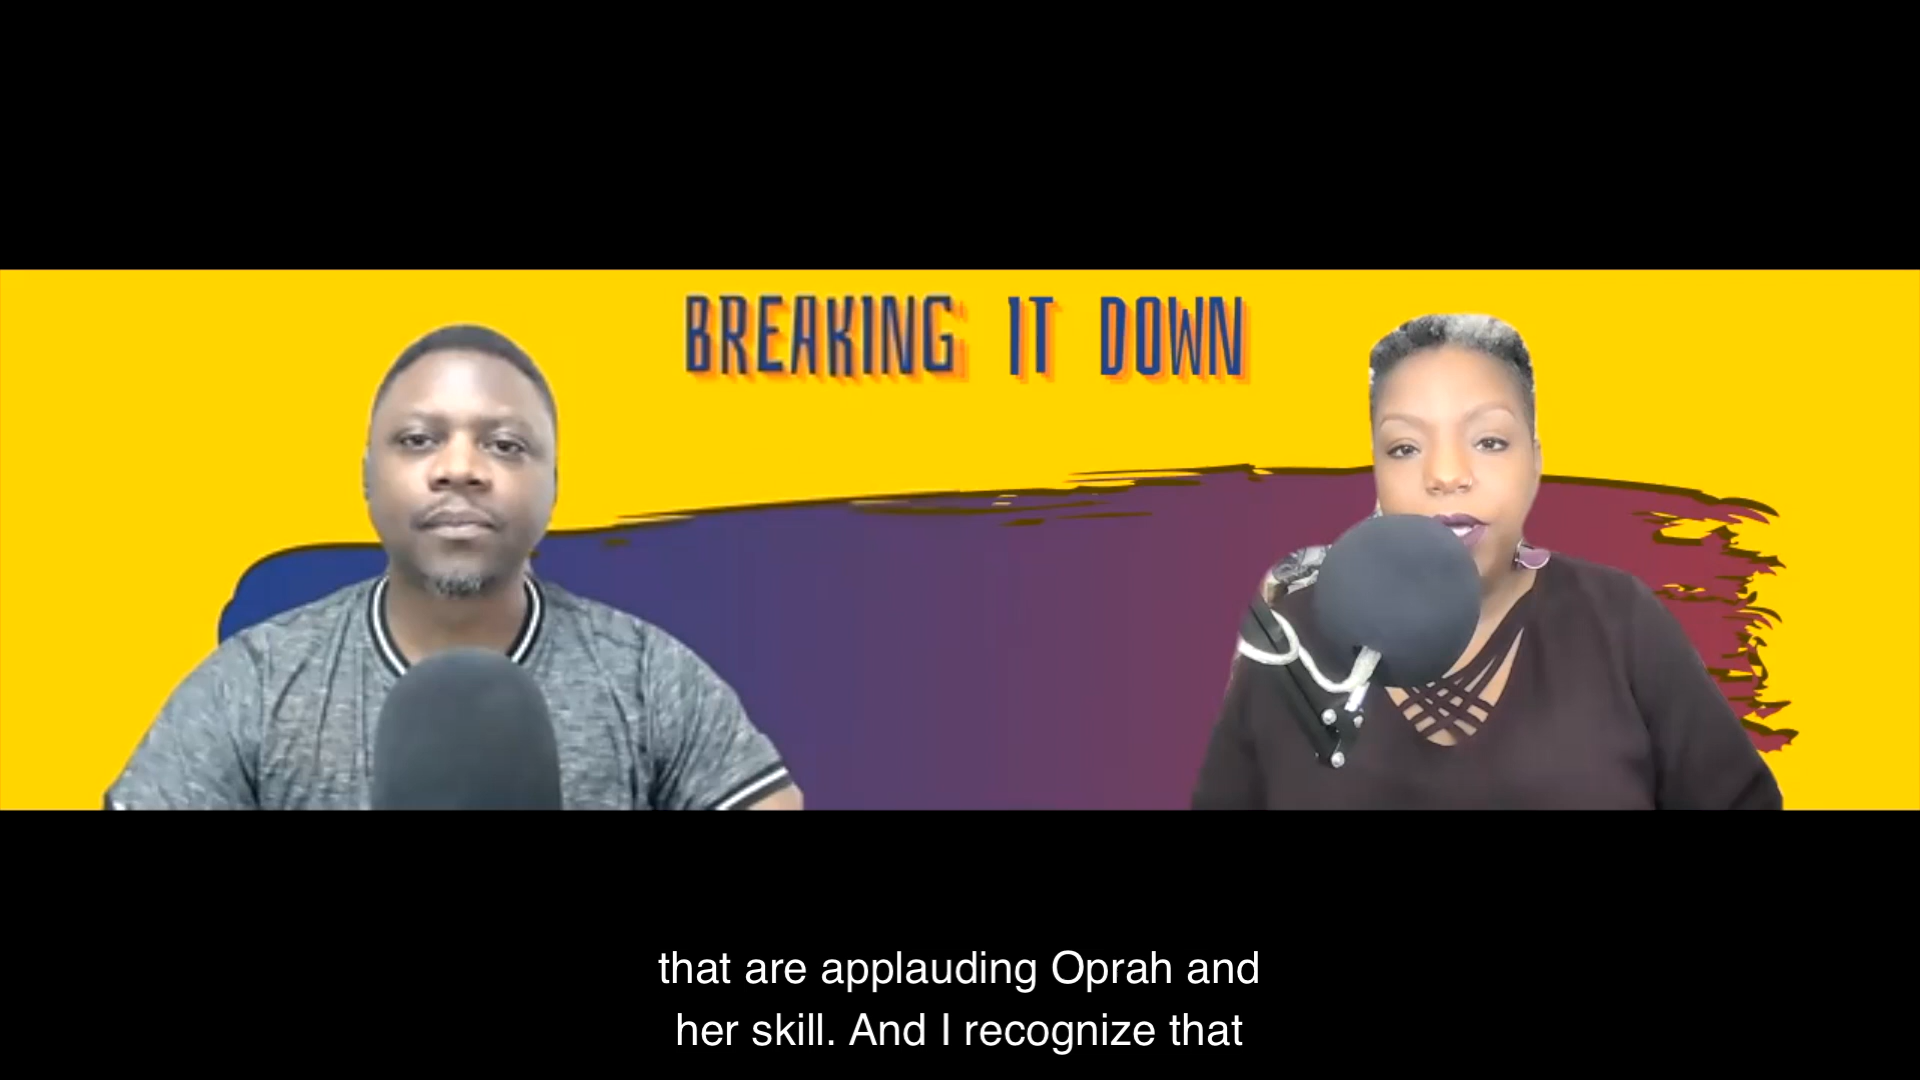 BREAKING IT DOWN
that are applauding Oprah and
her skill. And I recognize that